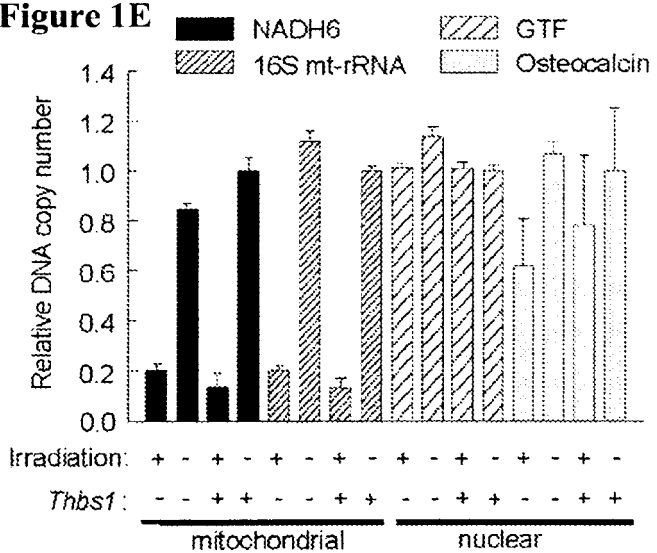 Figure 1E
NADH6
GTF
16S mt-rRNA
Osteocalcin
Relative DNA copy number
1.4
1.2
1.0
0.8
0.6
0.4
0.2
0.0
Irradiation: + - + - + - + - + - + - + - + -
Thbs1: - - + + - - + + - - + + - - + +
mitochondrial
nuclear